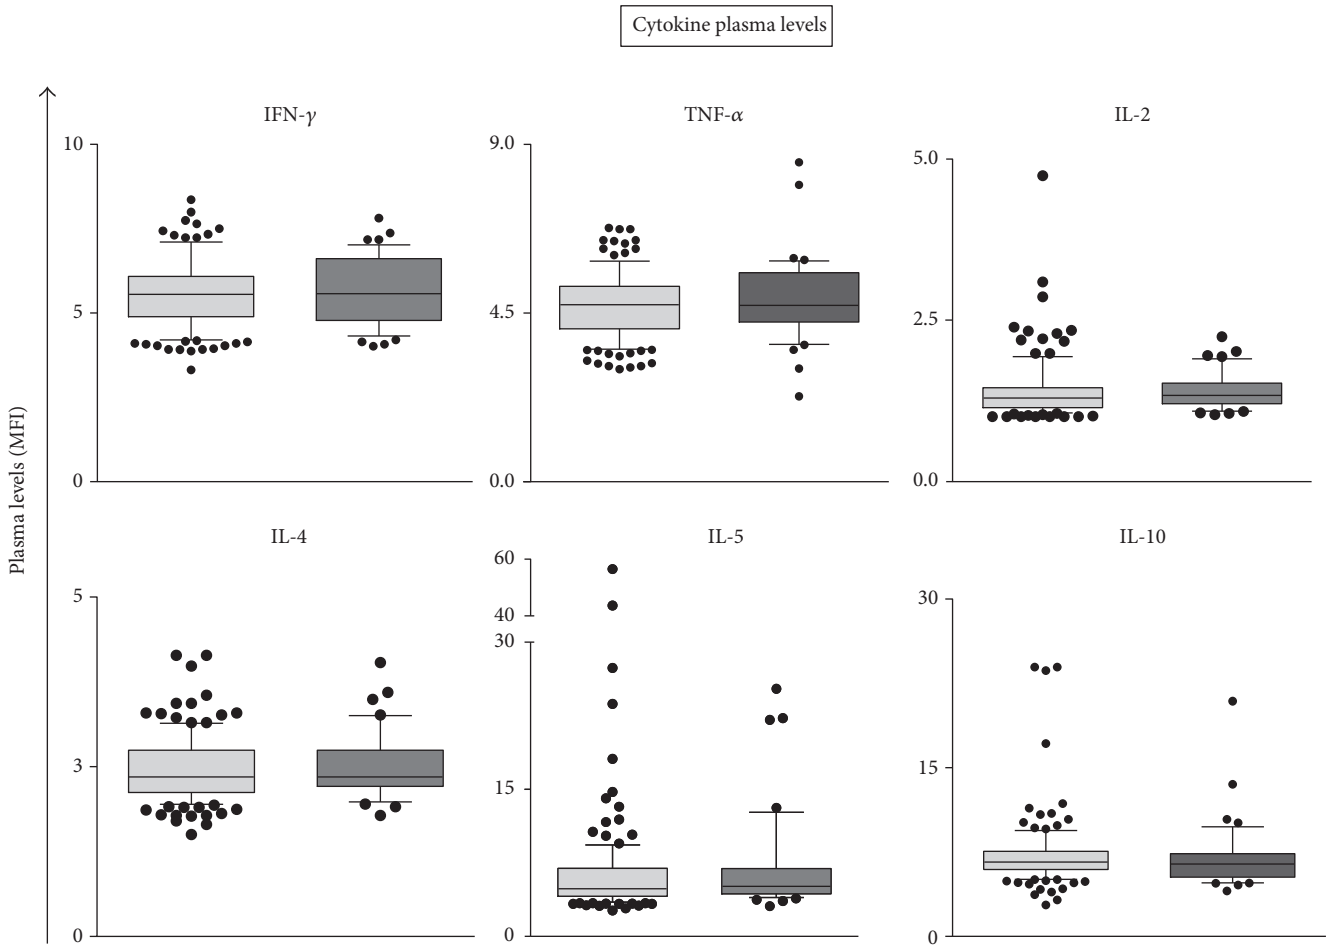 Cytokine plasma levels
Plasma levels (MFI)
IFN-γ
10
5
0
TNF-α
9.0
4.5
0.0
IL-2
5.0
2.5
0.0
IL-4
5
3
0
IL-5
60
40
30
15
0
IL-10
30
15
0